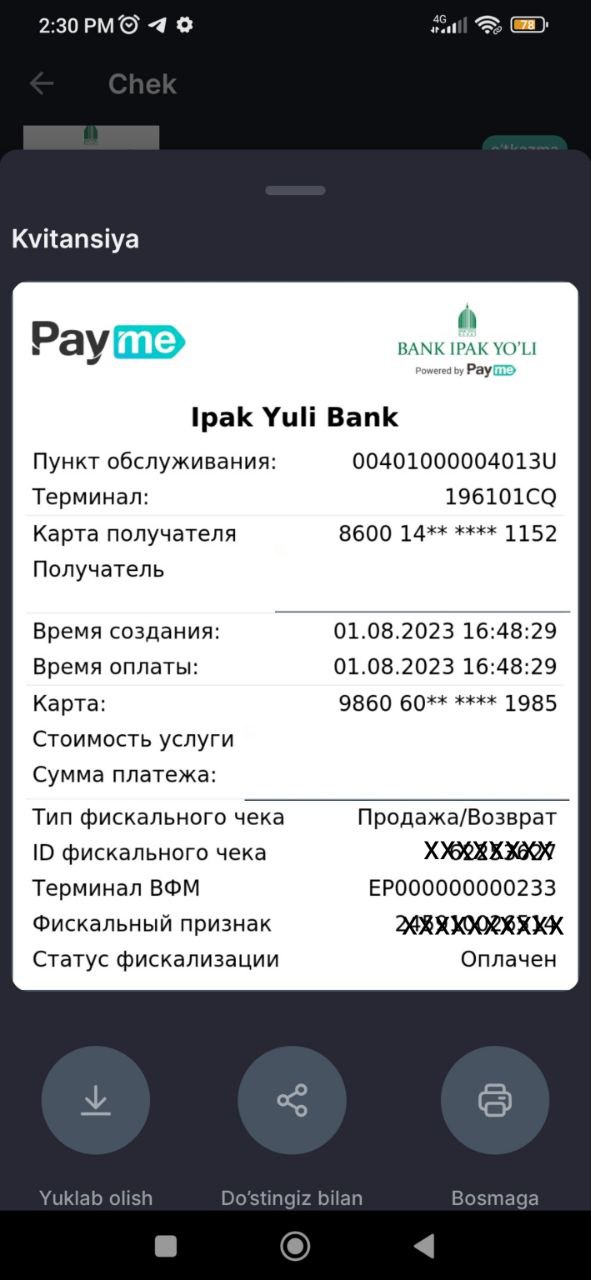 2:30 PM
4G
78
Chek
o'tkazma
Kvitansiya
Payme
BANK IPAK YO'LI
Powered by Payme
Ipak Yuli Bank
Пункт обслуживания: 00401000004013U
Терминал: 196101CQ
Карта получателя 8600 14** **** 1152
Получатель
Время создания: 01.08.2023 16:48:29
Время оплаты: 01.08.2023 16:48:29
Карта: 9860 60** **** 1985
Стоимость услуги
Сумма платежа:
Тип фискального чека Продажа/Возврат
ID фискального чека XXXXXXXX
Терминал ВФМ EP000000000233
Фискальный признак XXXXXXXXXXX
Статус фискализации Оплачен
Yuklab olish
Do'stingiz bilan
Bosmaga